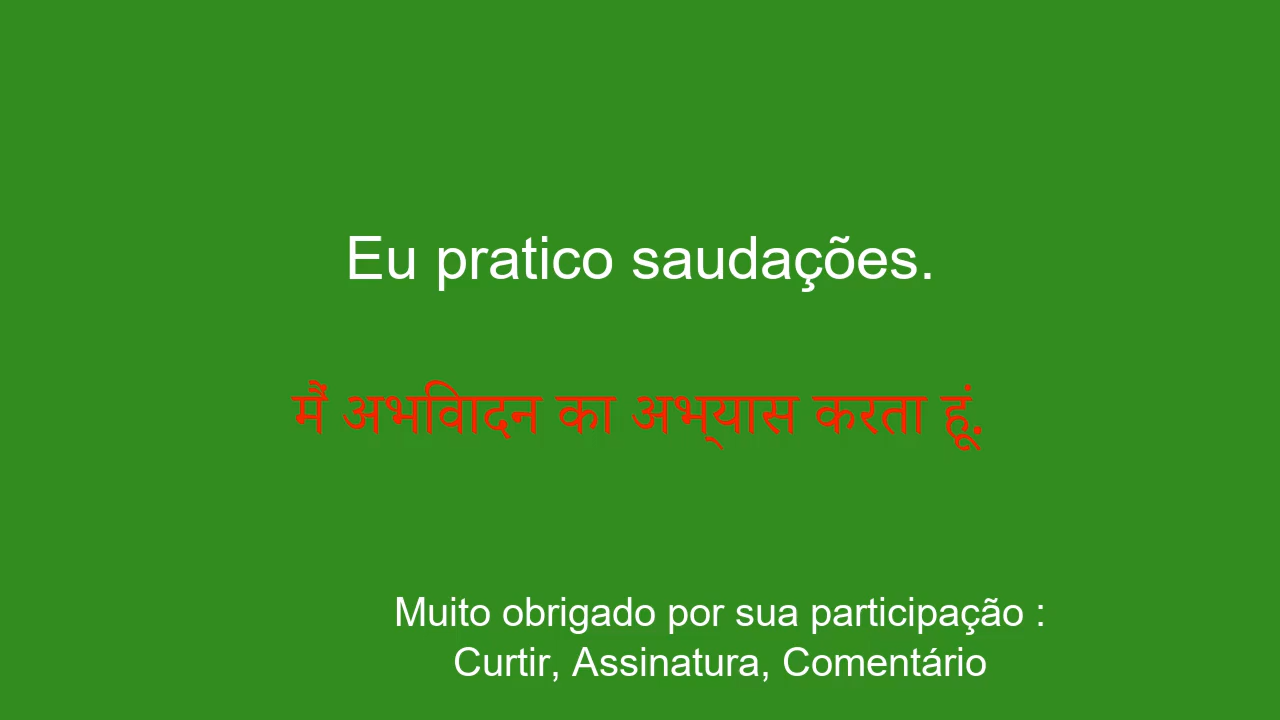 Eu pratico saudações.
मैं अभिवादन का अभ्यास करता हूं.
Muito obrigado por sua participação :
Curtir, Assinatura, Comentário